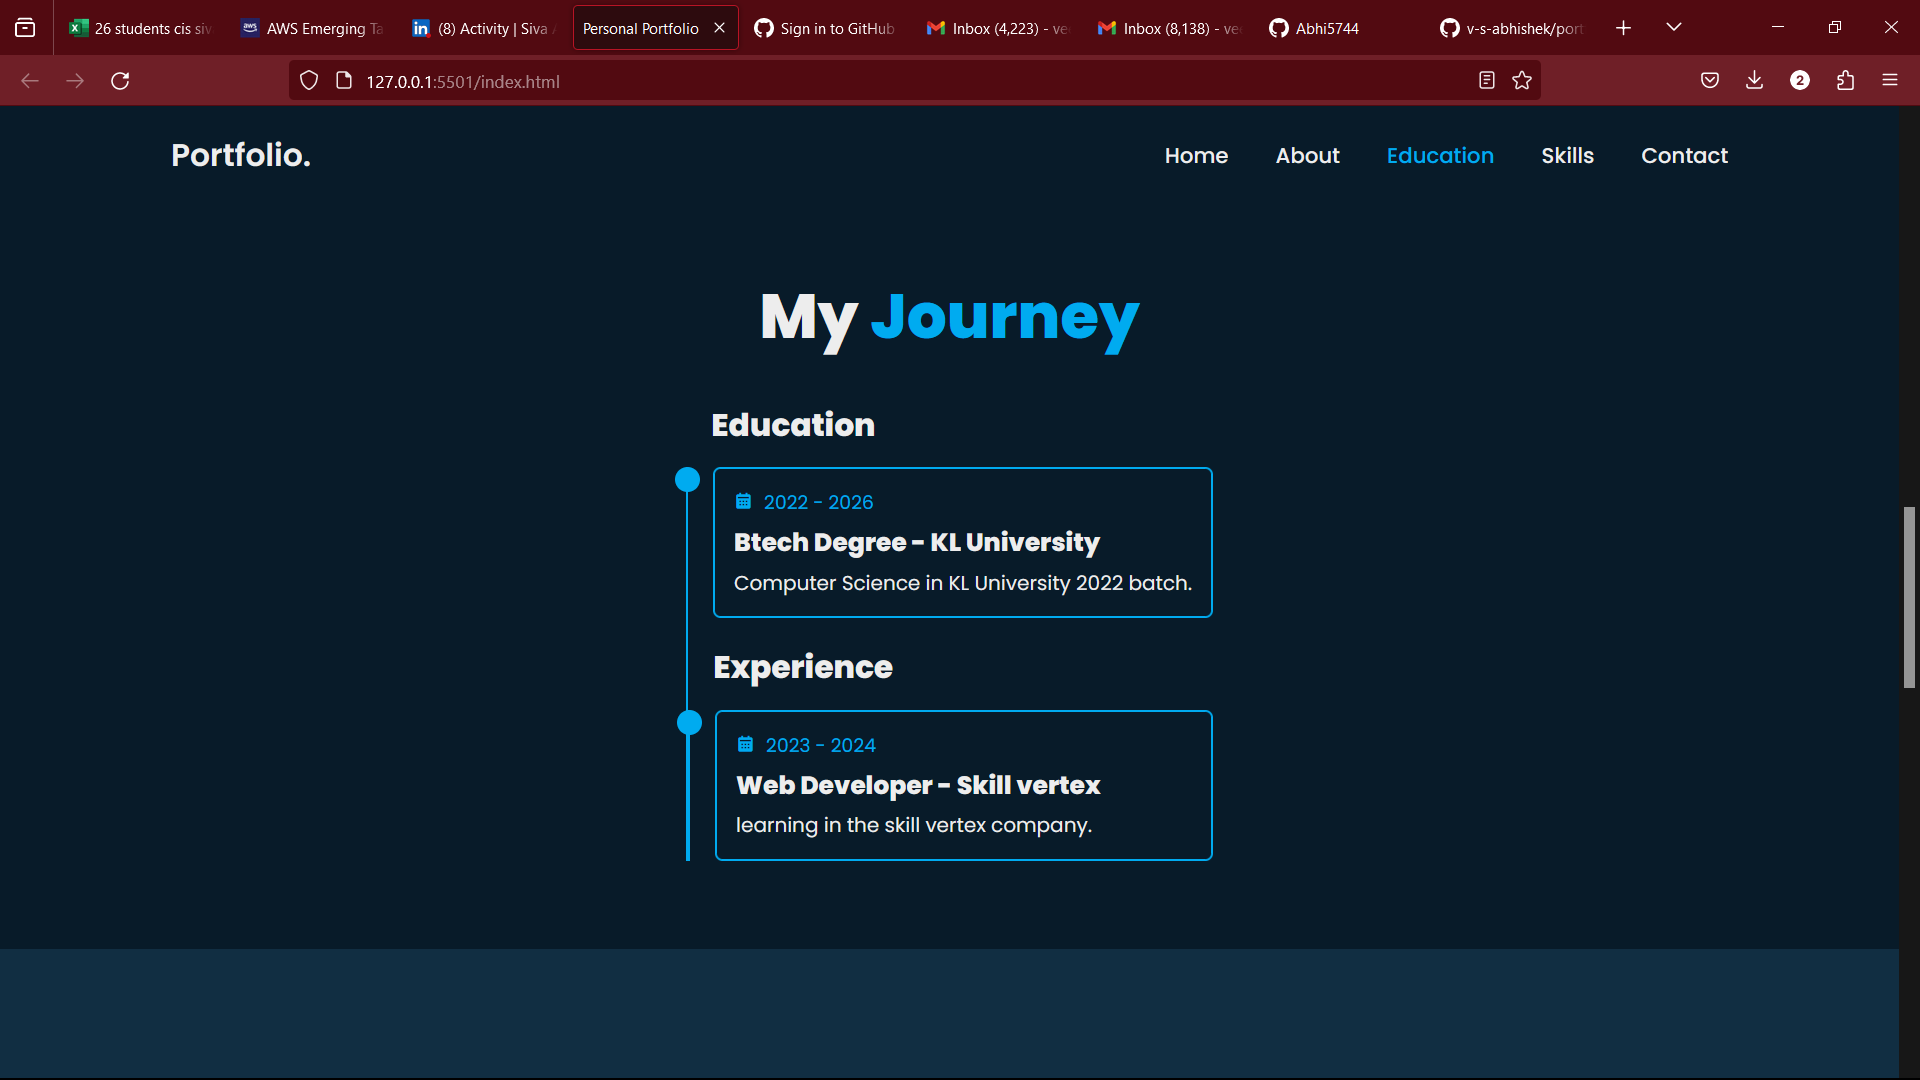 26 students cis siv
AWS Emerging Ta
(8) Activity | Siva A
Personal Portfolio
Sign in to GitHub
Inbox (4,223) - ve
Inbox (8,138) - ve
Abhi5744
v-s-abhishek/port
127.0.0.1:5501/index.html
2
Portfolio.
Home About Education Skills Contact
My Journey
Education
2022 - 2026
Btech Degree - KL University
Computer Science in KL University 2022 batch.
Experience
2023 - 2024
Web Developer - Skill vertex
learning in the skill vertex company.